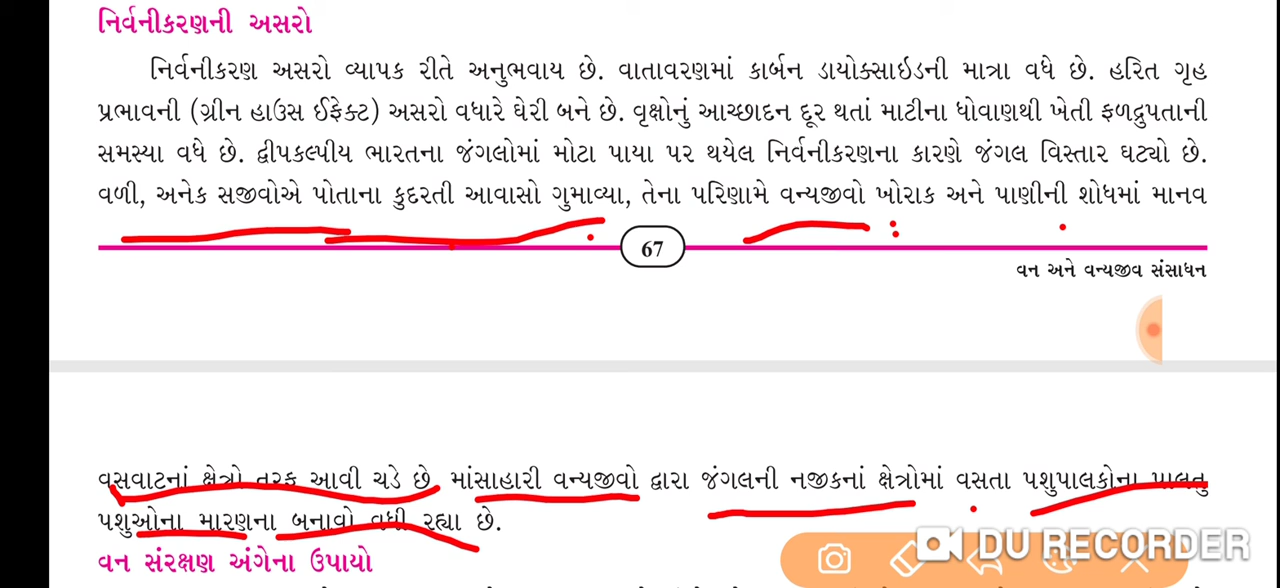 નિર્વનીકરણની અસરો
નિર્વનીકરણ અસરો વ્યાપક રીતે અનુભવાય છે. વાતાવરણમાં કાર્બન ડાયોક્સાઇડની માત્રા વધે છે. હરિત ગૃહ
પ્રભાવની (ગ્રીન હાઉસ ઈફેક્ટ) અસરો વધારે ઘેરી બને છે. વૃક્ષોનું આચ્છાદન દૂર થતાં માટીના ધોવાણથી ખેતી ફળદ્રુપતાની
સમસ્યા વધે છે. દ્વીપકલ્પીય ભારતના જંગલોમાં મોટા પાયા પર થયેલ નિર્વનીકરણના કારણે જંગલ વિસ્તાર ઘટ્યો છે.
વળી, અનેક સજીવોએ પોતાના કુદરતી આવાસો ગુમાવ્યા, તેના પરિણામે વન્યજીવો ખોરાક અને પાણીની શોધમાં માનવ
67
વન અને વન્યજીવ સંસાધન
વસવાટનાં ક્ષેત્રો તરફ આવી ચડે છે. માંસાહારી વન્યજીવો દ્વારા જંગલની નજીકનાં ક્ષેત્રોમાં વસતા પશુપાલકોના પાલતુ
પશુઓના મારણના બનાવો વધી રહ્યા છે.
વન સંરક્ષણ અંગેના ઉપાયો
DU RECORDER